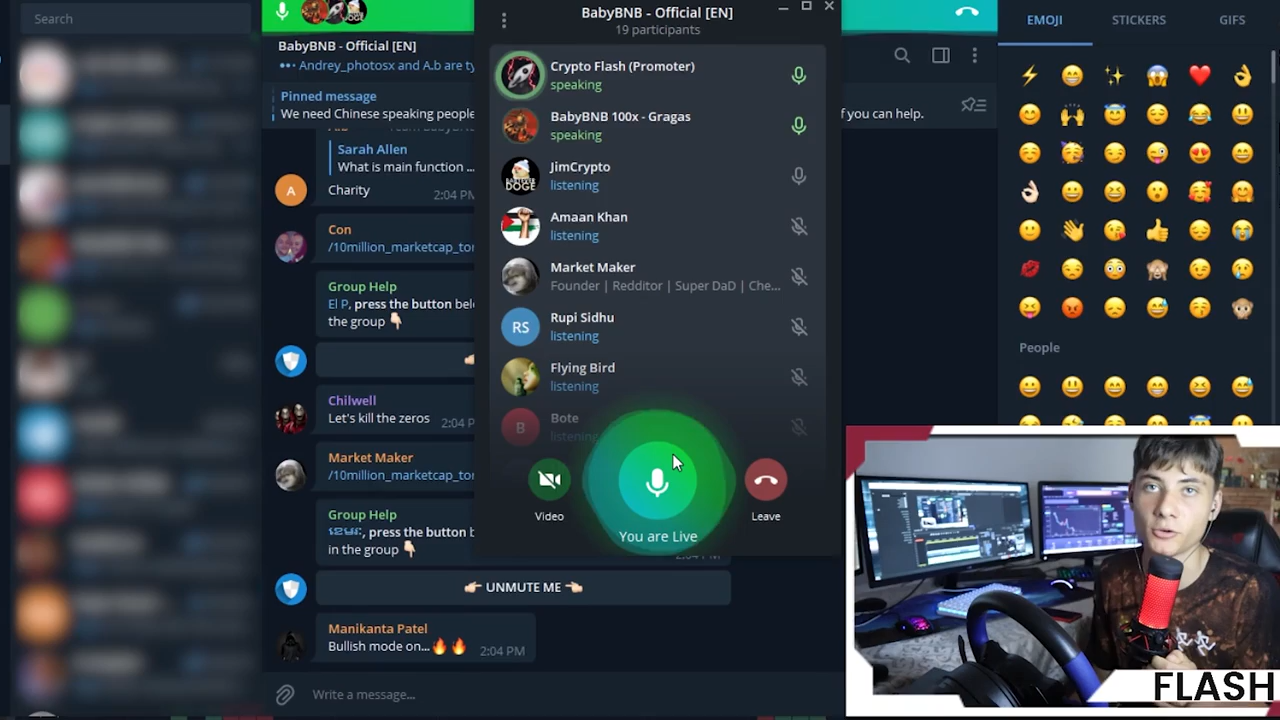 Search
BabyBNB - Official [EN]
Andrey_photosx and A.b are ty
Pinned message
We need Chinese speaking people
f you can help.
Sarah Allen
What is main function ...
Charity
2:04 PM
Con
/10million_marketcap_to
Group Help
El P, press the button bel
the group 👇🏻
Chilwell
Let's kill the zeros
2:04 P
Market Maker
/10million_marketcap_to
Group Help
, press the button b
in the group 👇🏻
👉🏻 UNMUTE ME 👈🏻
Manikanta Patel
Bullish mode on...🔥🔥
2:04 PM
A
BabyBNB - Official [EN]
19 participants
Crypto Flash (Promoter)
speaking
BabyBNB 100x - Gragas
speaking
JimCrypto
listening
DOGE
Amaan Khan
listening
Market Maker
Founder | Redditor | Super DaD | Che...
RS
Rupi Sidhu
listening
Flying Bird
listening
B
Bote
listening
Video
You are Live
Leave
Write a message...
EMOJI
STICKERS
GIFS
People
FLASH